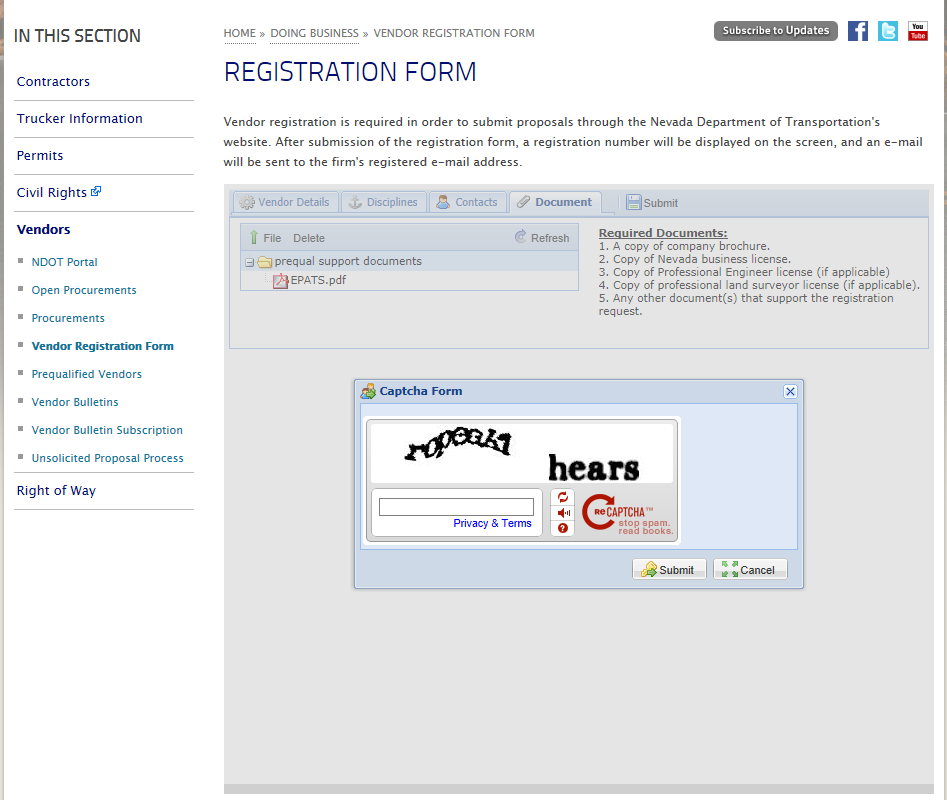 IN THIS SECTION
Contractors
Trucker Information
Permits
Civil Rights
Vendors
NDOT Portal
Open Procurements
Procurements
Vendor Registration Form
Prequalified Vendors
Vendor Bulletins
Vendor Bulletin Subscription
Unsolicited Proposal Process
Right of Way
HOME » DOING BUSINESS » VENDOR REGISTRATION FORM
Subscribe to Updates
You
Tube
REGISTRATION FORM
Vendor registration is required in order to submit proposals through the Nevada Department of Transportation's
website. After submission of the registration form, a registration number will be displayed on the screen, and an e-mail
will be sent to the firm's registered e-mail address.
Vendor Details Disciplines Contacts Document Submit
File Delete Refresh
prequal support documents
EPATS.pdf
Required Documents:
1. A copy of company brochure.
2. Copy of Nevada business license.
3. Copy of Professional Engineer license (if applicable)
4. Copy of professional land surveyor license (if applicable).
5. Any other document(s) that support the registration
request.
Captcha Form
hears
Privacy & Terms
ReCAPTCHA™
stop spam.
read books.
Submit Cancel